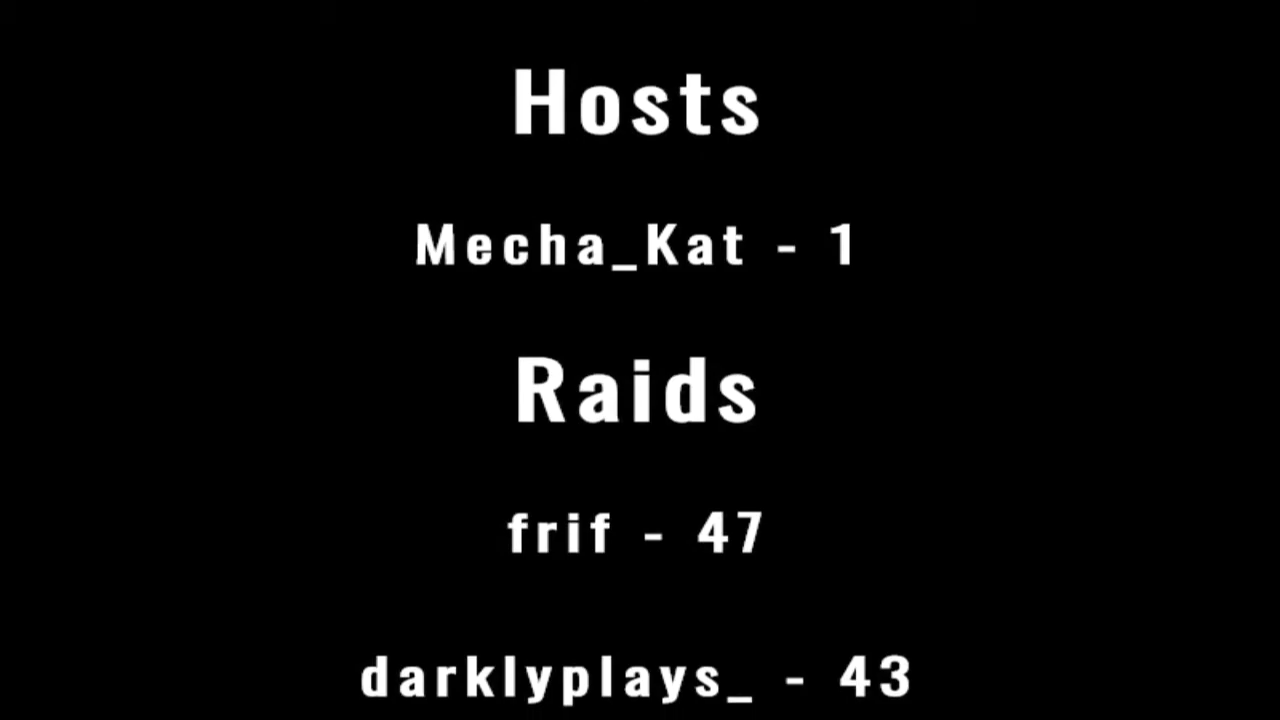 Hosts
Mecha_Kat - 1
Raids
frif - 47
darklyplays_ - 43